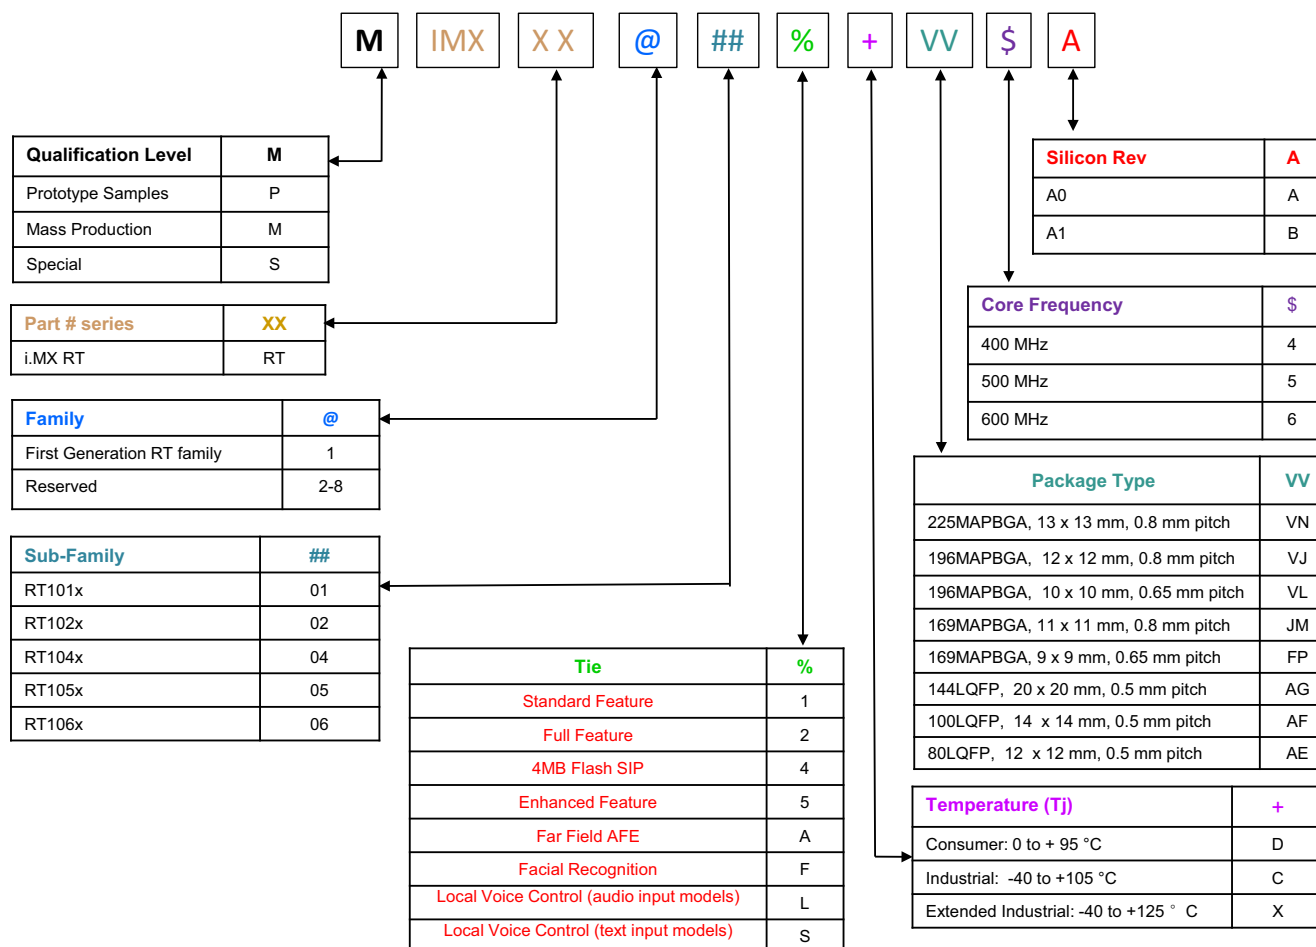 M IMX X X @ ## % + VV $ A
Qualification Level M
Prototype Samples P
Mass Production M
Special S
Part # series XX
i.MX RT RT
Family @
First Generation RT family 1
Reserved 2-8
Sub-Family ##
RT101x 01
RT102x 02
RT104x 04
RT105x 05
RT106x 06
Tie %
Standard Feature 1
Full Feature 2
4MB Flash SIP 4
Enhanced Feature 5
Far Field AFE A
Facial Recognition F
Local Voice Control (audio input models) L
Local Voice Control (text input models) S
Silicon Rev A
A0 A
A1 B
Core Frequency $
400 MHz 4
500 MHz 5
600 MHz 6
Package Type VV
225MAPBGA, 13 x 13 mm, 0.8 mm pitch VN
196MAPBGA, 12 x 12 mm, 0.8 mm pitch VJ
196MAPBGA, 10 x 10 mm, 0.65 mm pitch VL
169MAPBGA, 11 x 11 mm, 0.8 mm pitch JM
169MAPBGA, 9 x 9 mm, 0.65 mm pitch FP
144LQFP, 20 x 20 mm, 0.5 mm pitch AG
100LQFP, 14 x 14 mm, 0.5 mm pitch AF
80LQFP, 12 x 12 mm, 0.5 mm pitch AE
Temperature (Tj) +
Consumer: 0 to + 95 °C D
Industrial: -40 to +105 °C C
Extended Industrial: -40 to +125 ° C X